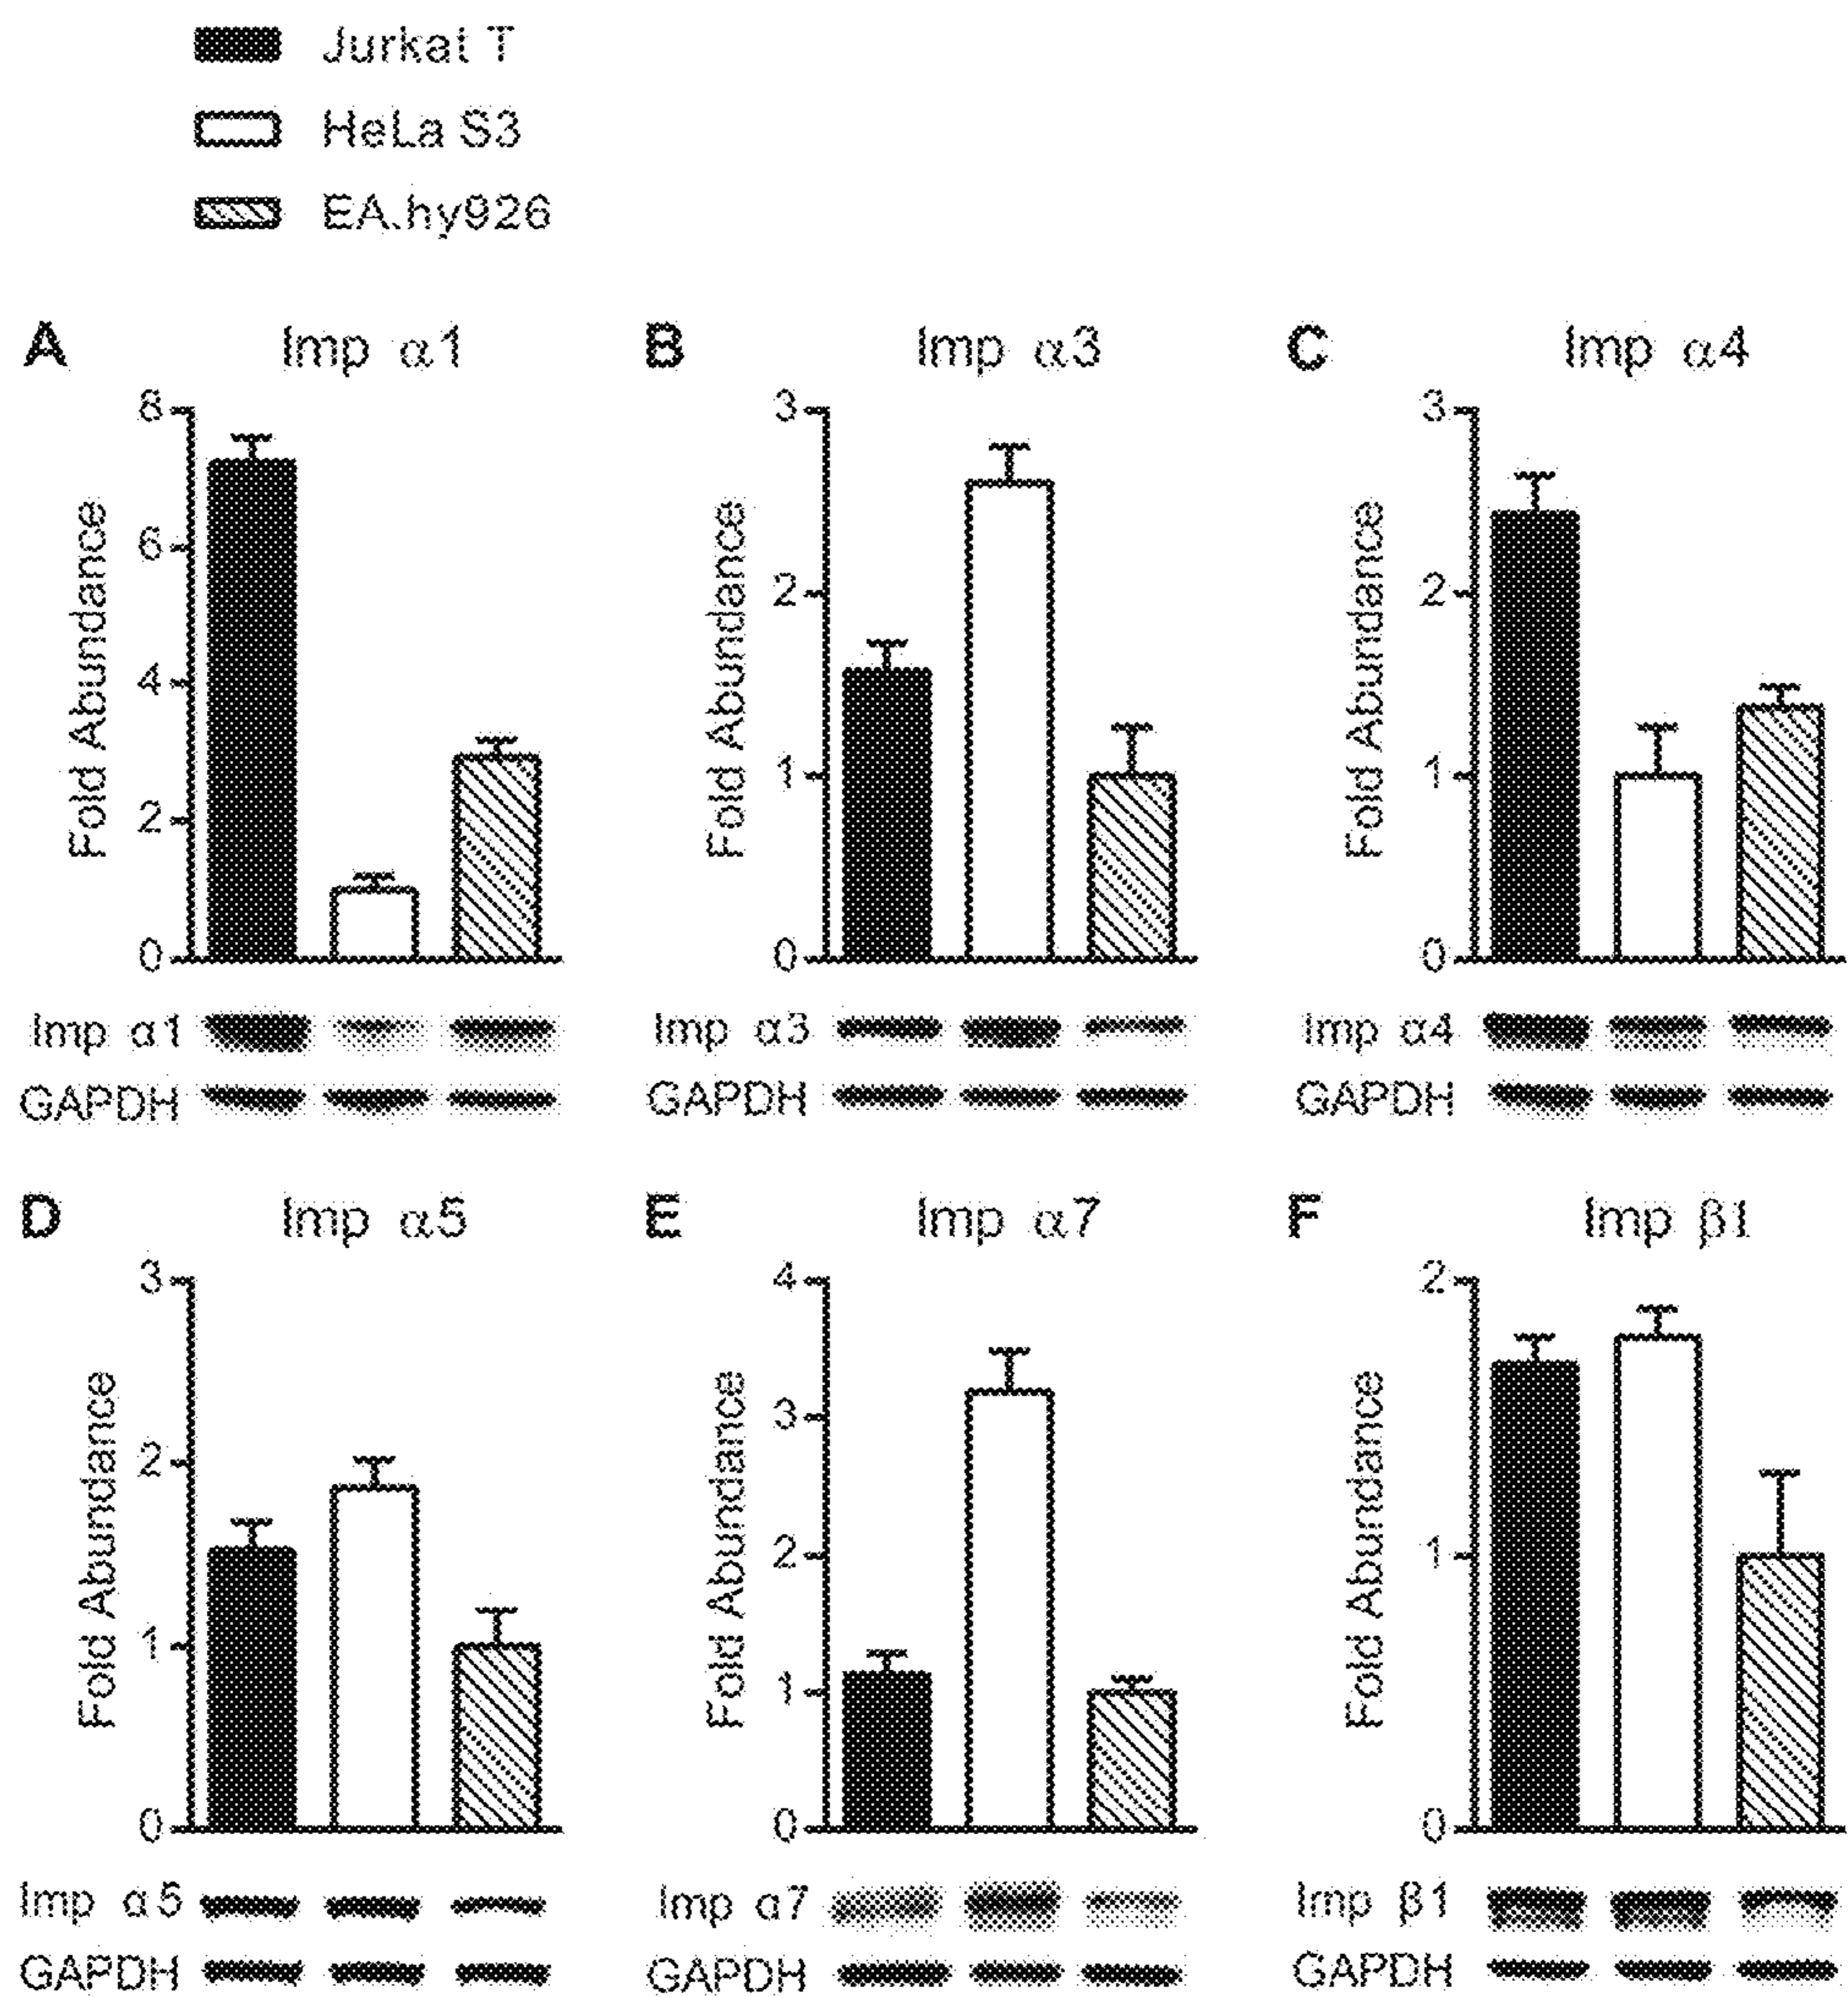 Jurkat T
HeLa S3
EA.hy926
A Imp α1
Fold Abundance
8
6
4
2
0
Imp α1
GAPDH
B Imp α3
Fold Abundance
3
2
1
0
Imp α3
GAPDH
C Imp α4
Fold Abundance
3
2
1
0
Imp α4
GAPDH
D Imp α5
Fold Abundance
3
2
1
0
Imp α5
GAPDH
E Imp α7
Fold Abundance
4
3
2
1
0
Imp α7
GAPDH
F Imp β1
Fold Abundance
2
1
0
Imp β1
GAPDH